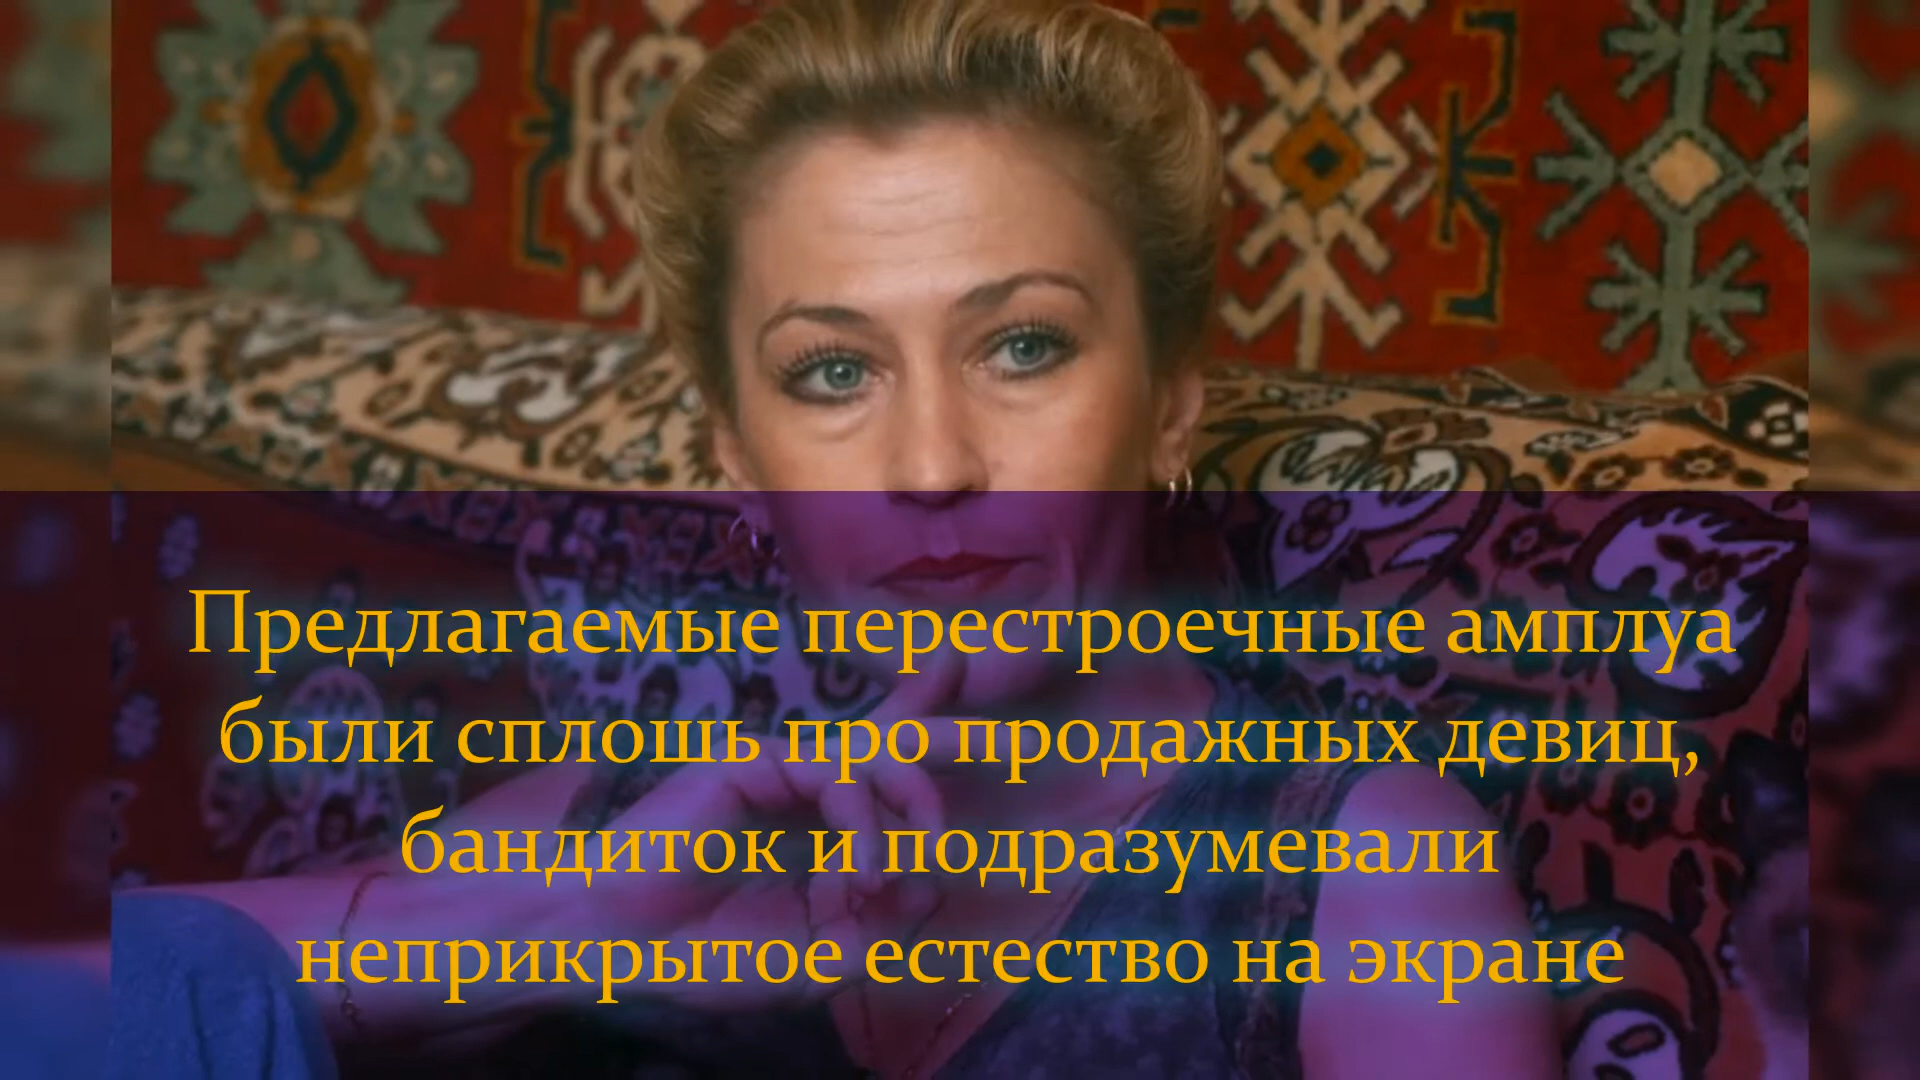 Предлагаемые перестроечные амплуа
были сплошь про продажных девиц,
бандиток и подразумевали
неприкрытое естество на экране